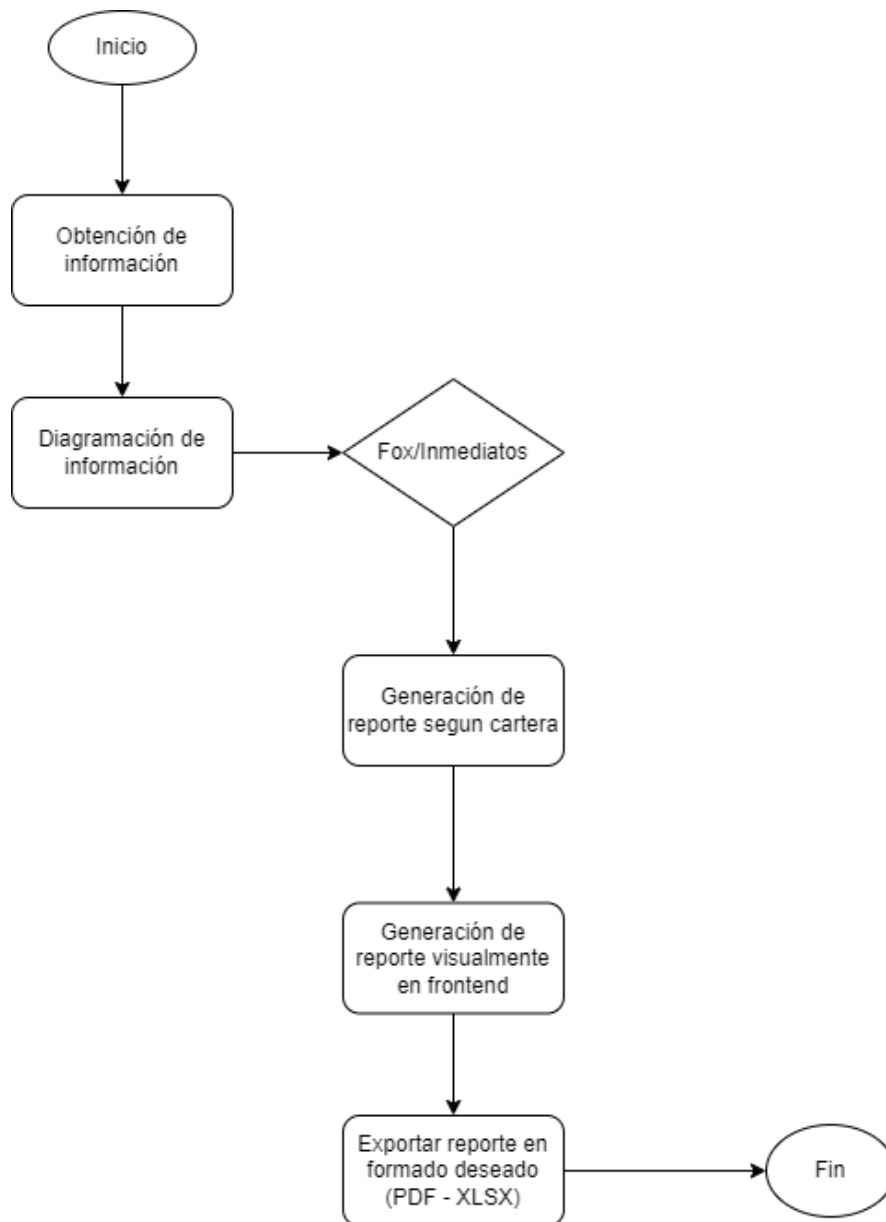 Inicio
Obtención de
información
Diagramación de
información
Fox/Inmediatos
Generación de
reporte segun cartera
Generación de
reporte visualmente
en frontend
Exportar reporte en
formado deseado
(PDF - XLSX)
Fin